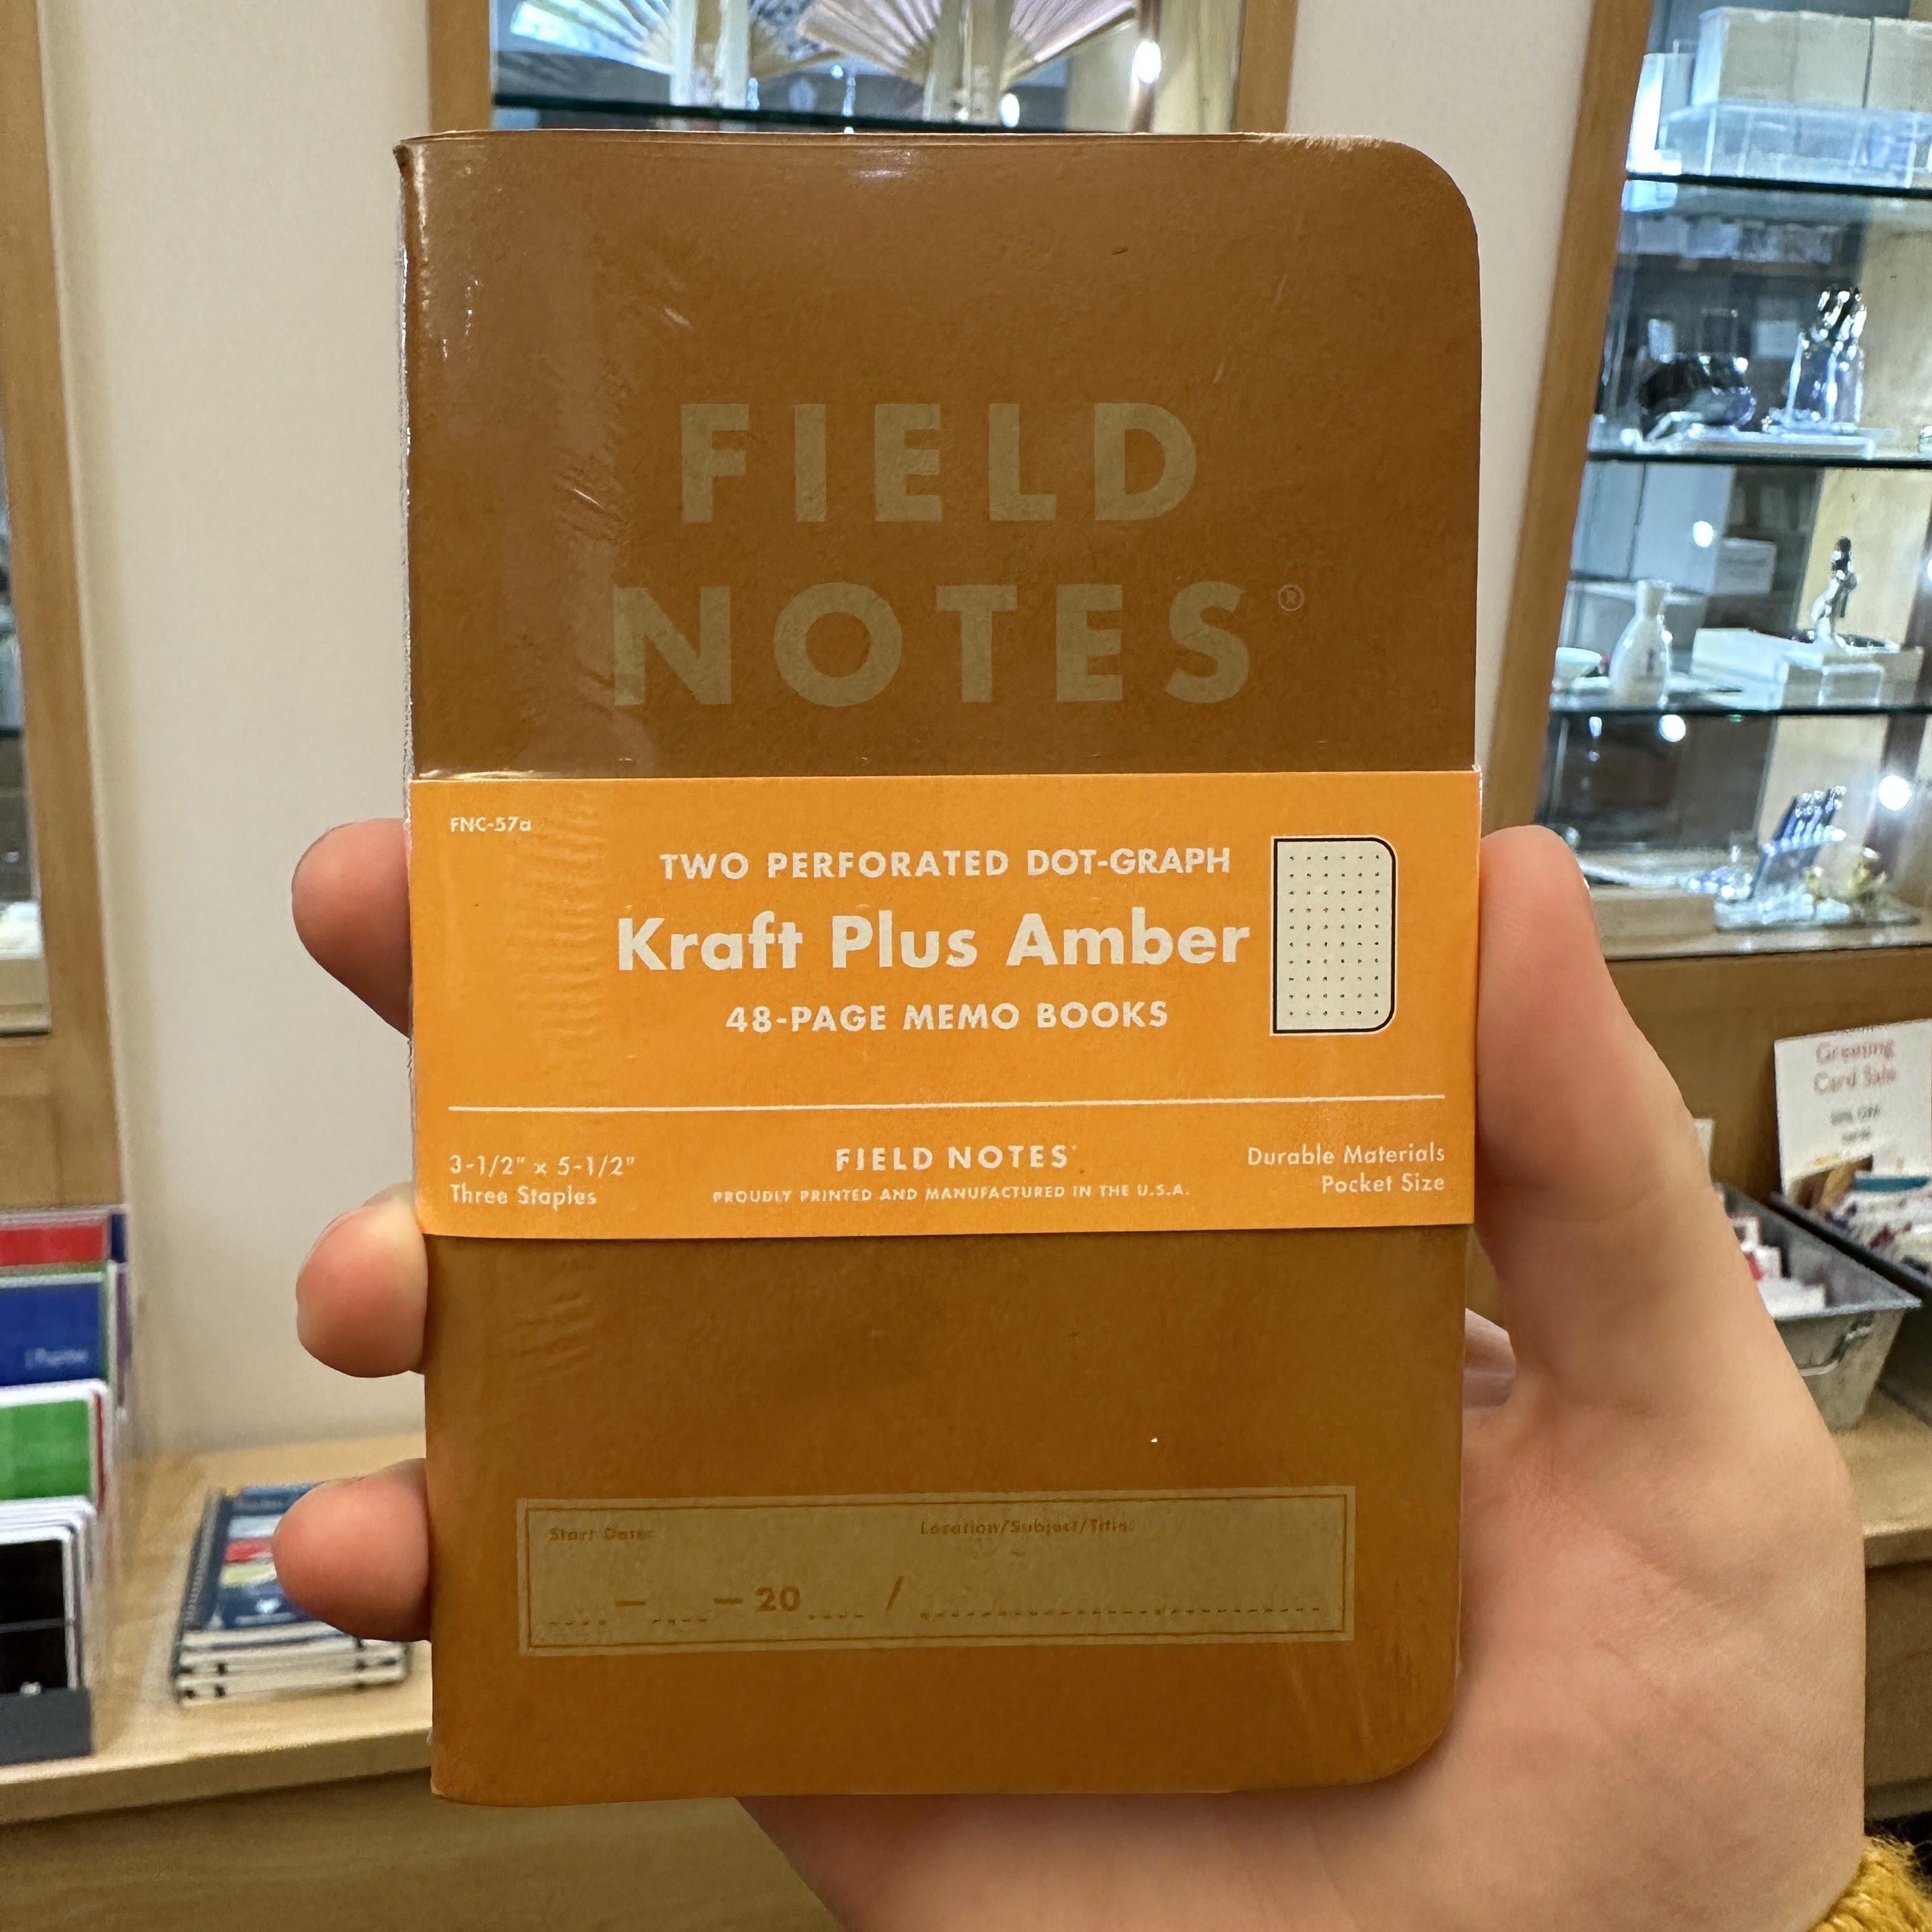 FIELD
NOTES®
FNC-57a
TWO PERFORATED DOT-GRAPH
Kraft Plus Amber
48-PAGE MEMO BOOKS
3-1/2" x 5-1/2"
Three Staples
FIELD NOTES
PROUDLY PRINTED AND MANUFACTURED IN THE U.S.A.
Durable Materials
Pocket Size
Start Date:
Location/Subject/Title:
— — 20 /
Greeting
Card Sale